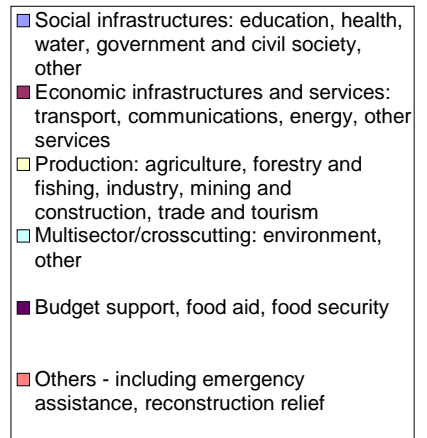 Social infrastructures: education, health,
water, government and civil society,
other
Economic infrastructures and services:
transport, communications, energy, other
services
Production: agriculture, forestry and
fishing, industry, mining and
construction, trade and tourism
Multisector/crosscutting: environment,
other
Budget support, food aid, food security
Others - including emergency
assistance, reconstruction relief